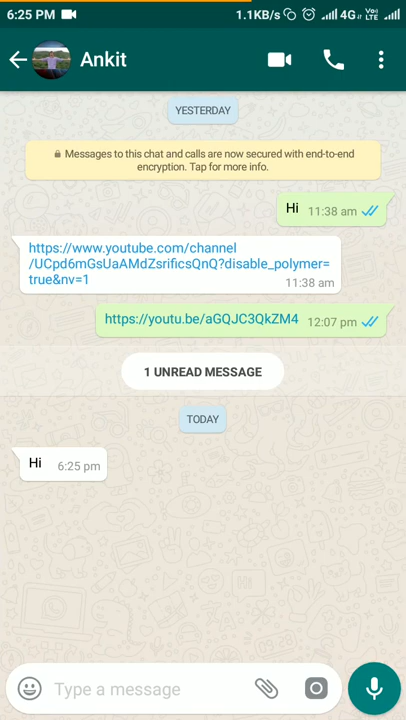 6:25 PM 1.1KB/s 4G VoLTE
Ankit
YESTERDAY
Messages to this chat and calls are now secured with end-to-end
encryption. Tap for more info.
Hi 11:38 am
https://www.youtube.com/channel
/UCpd6mGsUaAMdZsrificsQnQ?disable_polymer=
true&nv=1
11:38 am
https://youtu.be/aGQJC3QkZM4 12:07 pm
1 UNREAD MESSAGE
TODAY
Hi 6:25 pm
Type a message